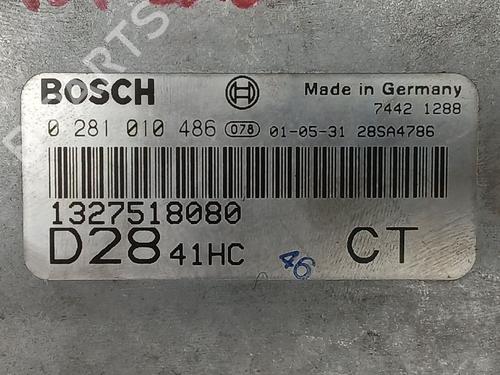 BOSCH Made in Germany
7442 1288
0 281 010 486 078 01-05-31 28SA4786
1327518080
D28 41HC 46 CT